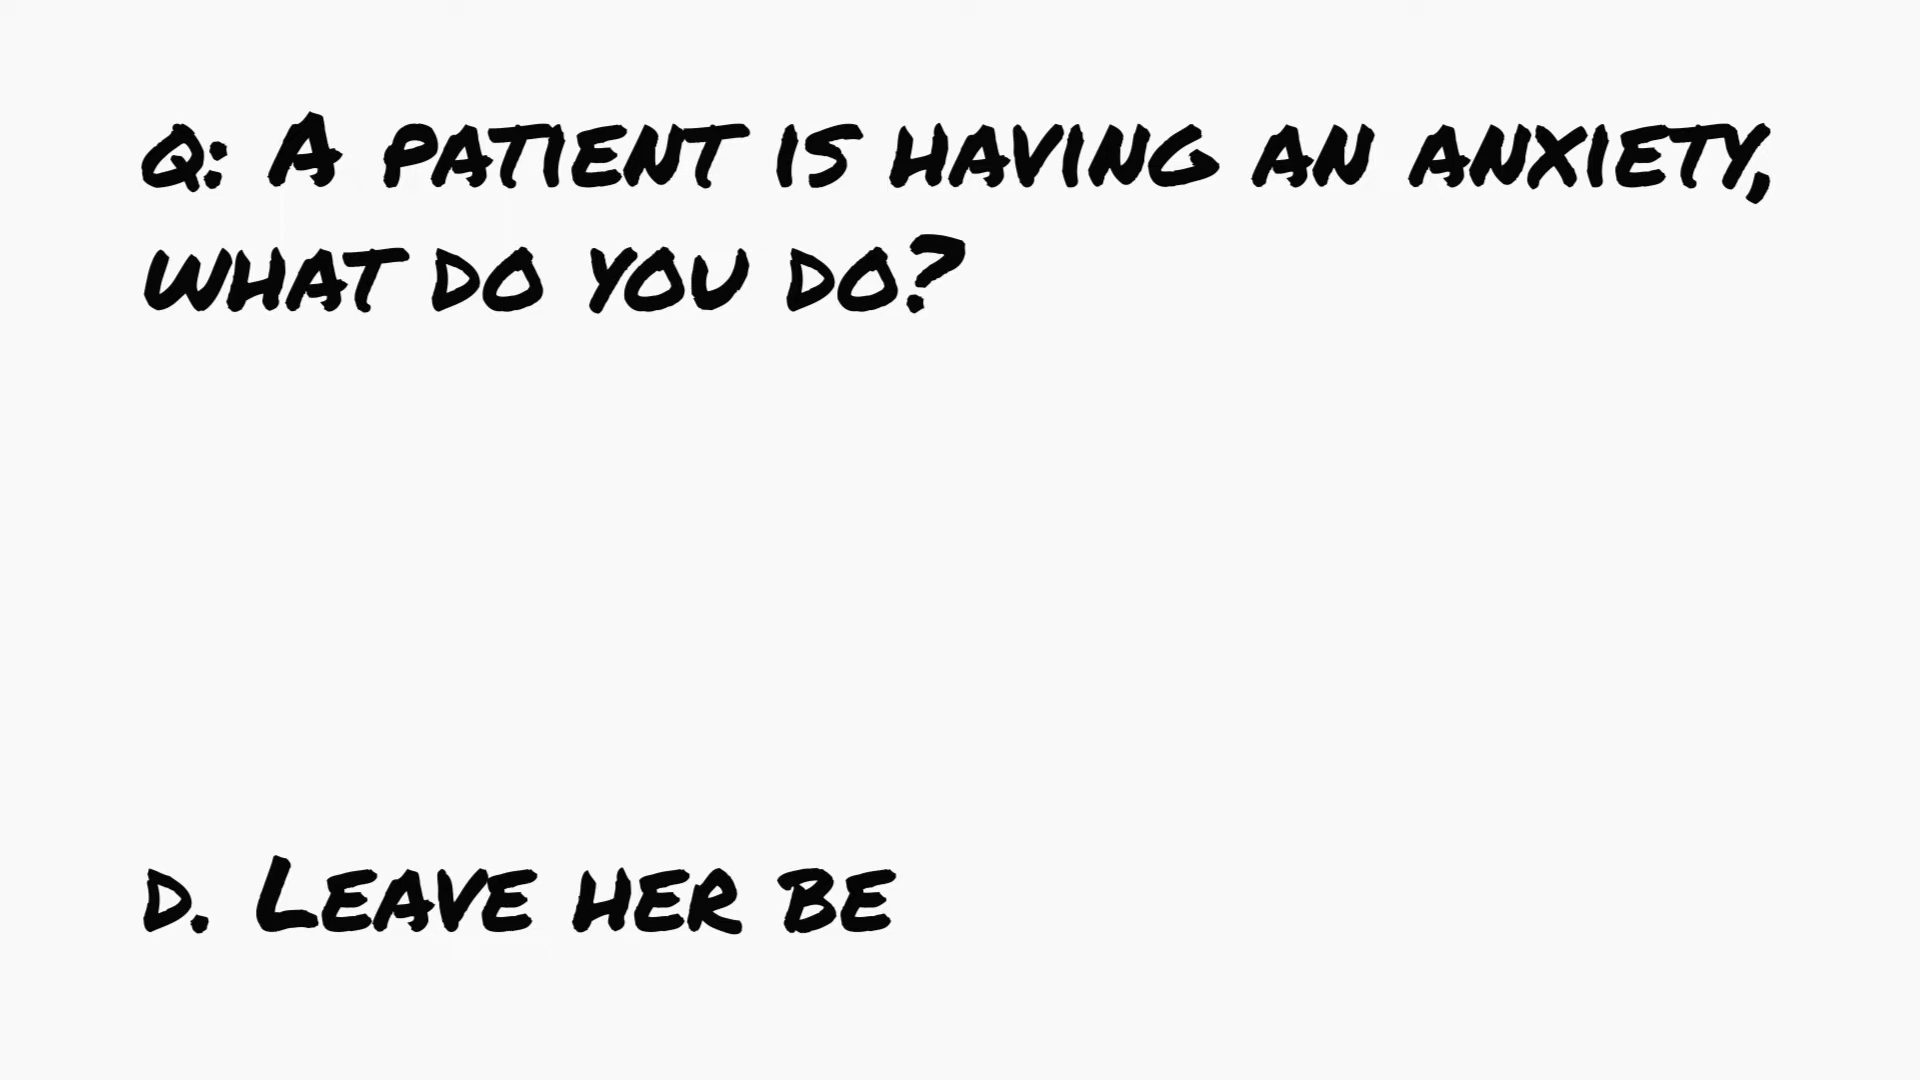 Q: A PATIENT IS HAVING AN ANXIETY,
WHAT DO YOU DO?
D. LEAVE HER BE